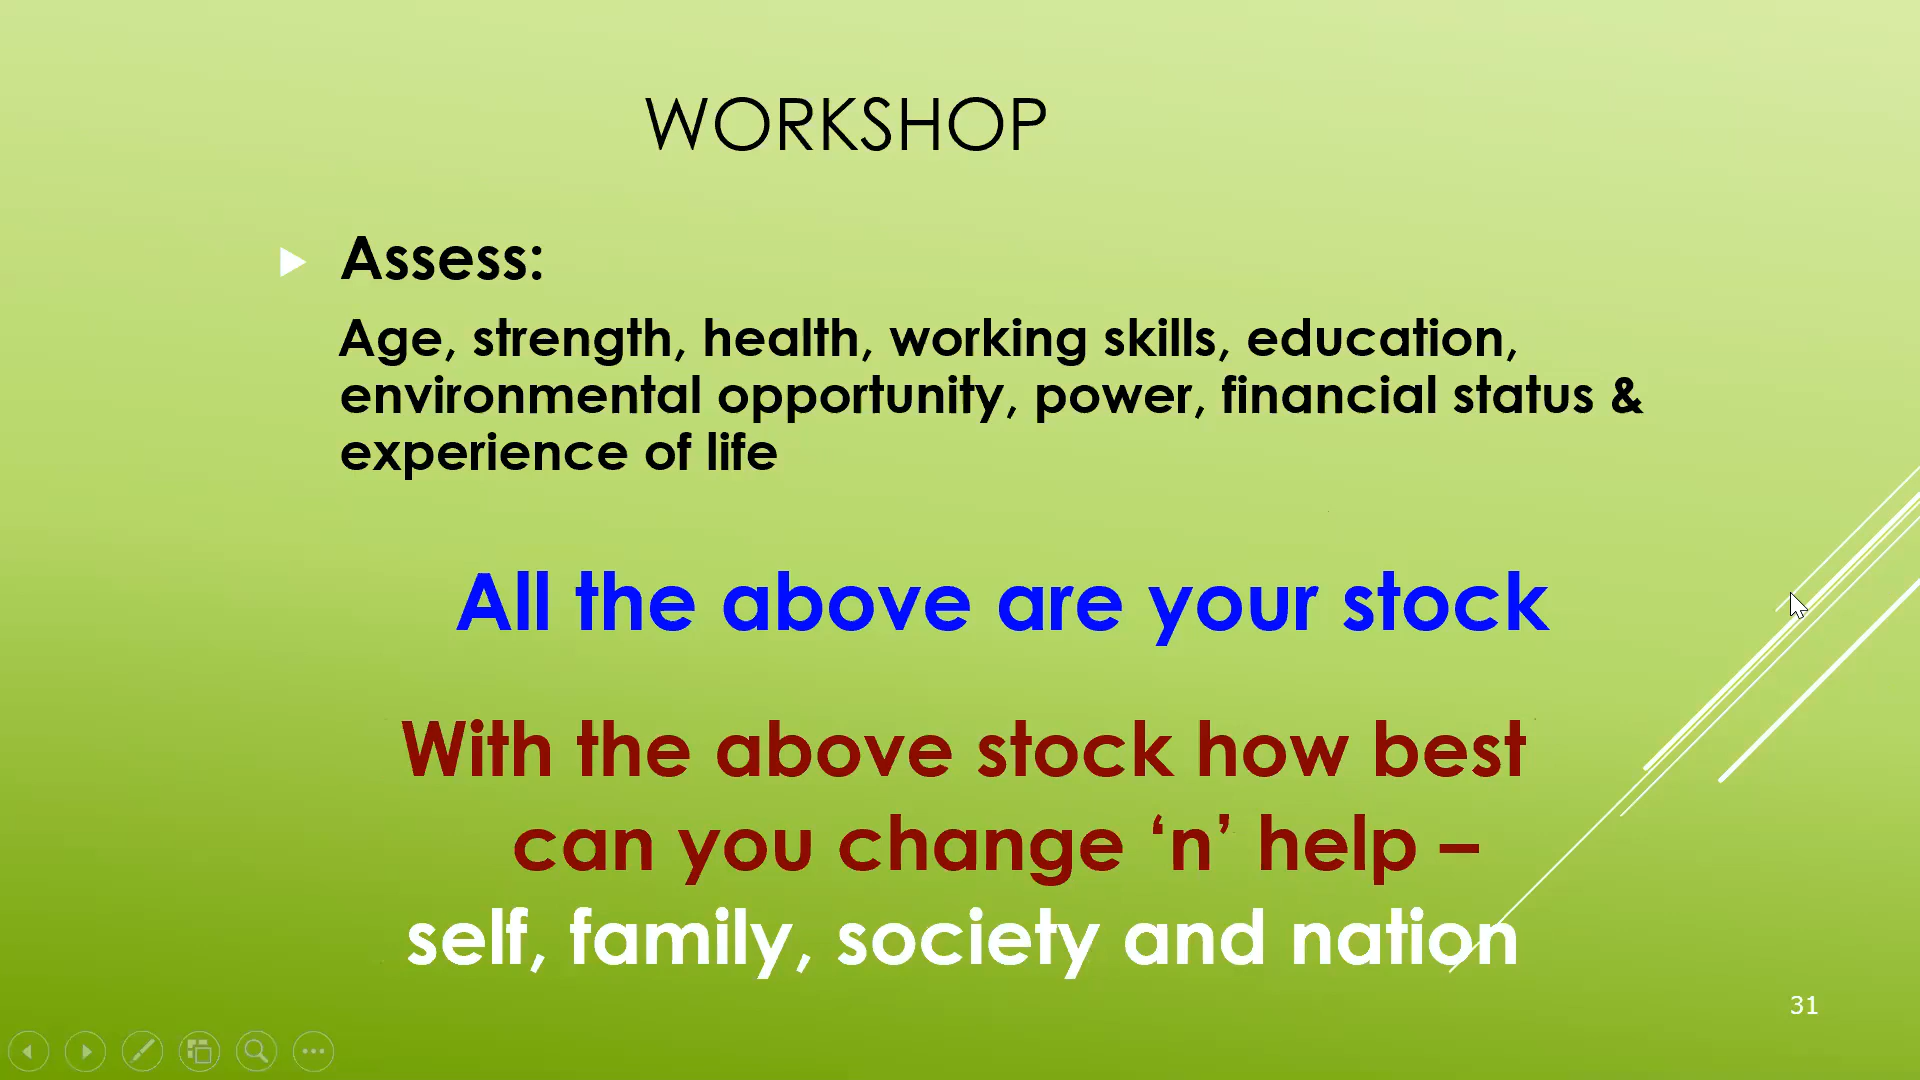 WORKSHOP
Assess:
Age, strength, health, working skills, education,
environmental opportunity, power, financial status &
experience of life
All the above are your stock
With the above stock how best
can you change ‘n’ help –
self, family, society and nation
31